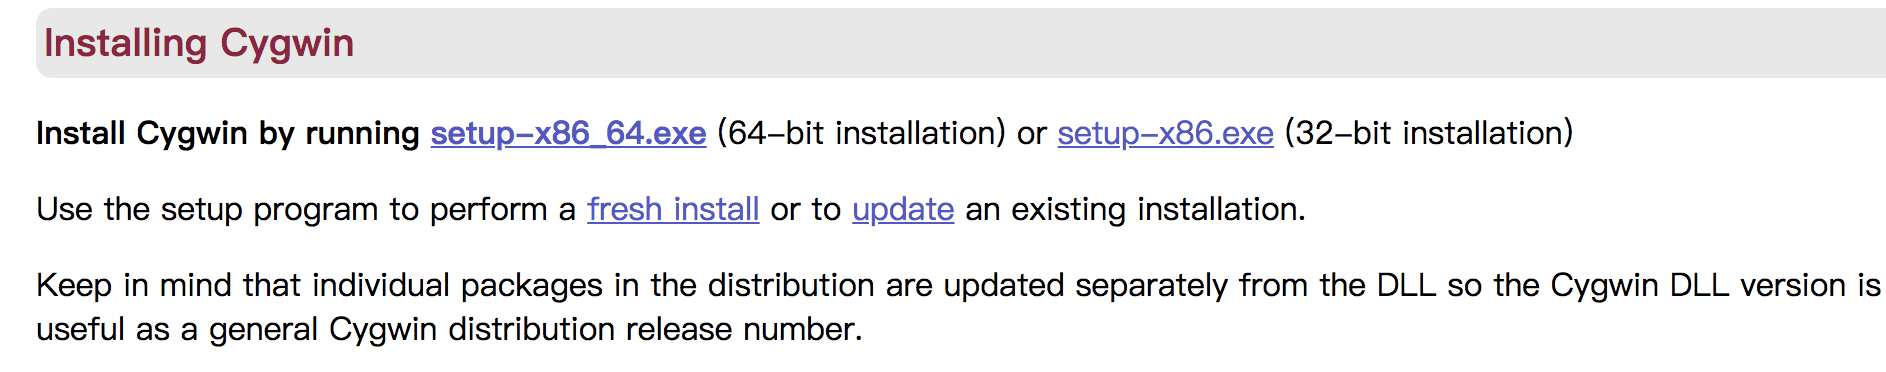 Installing Cygwin
Install Cygwin by running setup-x86_64.exe (64-bit installation) or setup-x86.exe (32-bit installation)
Use the setup program to perform a fresh install or to update an existing installation.
Keep in mind that individual packages in the distribution are updated separately from the DLL so the Cygwin DLL version is
useful as a general Cygwin distribution release number.